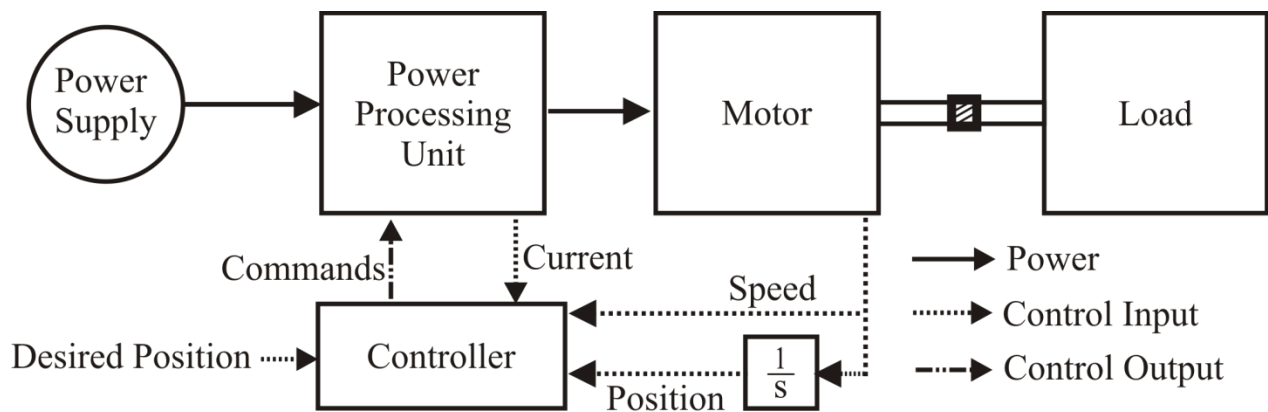 Power
Supply
Power
Processing
Unit
Motor
Load
Commands
Current
Speed
Power
Control Input
Control Output
Desired Position
Controller
Position
1
s